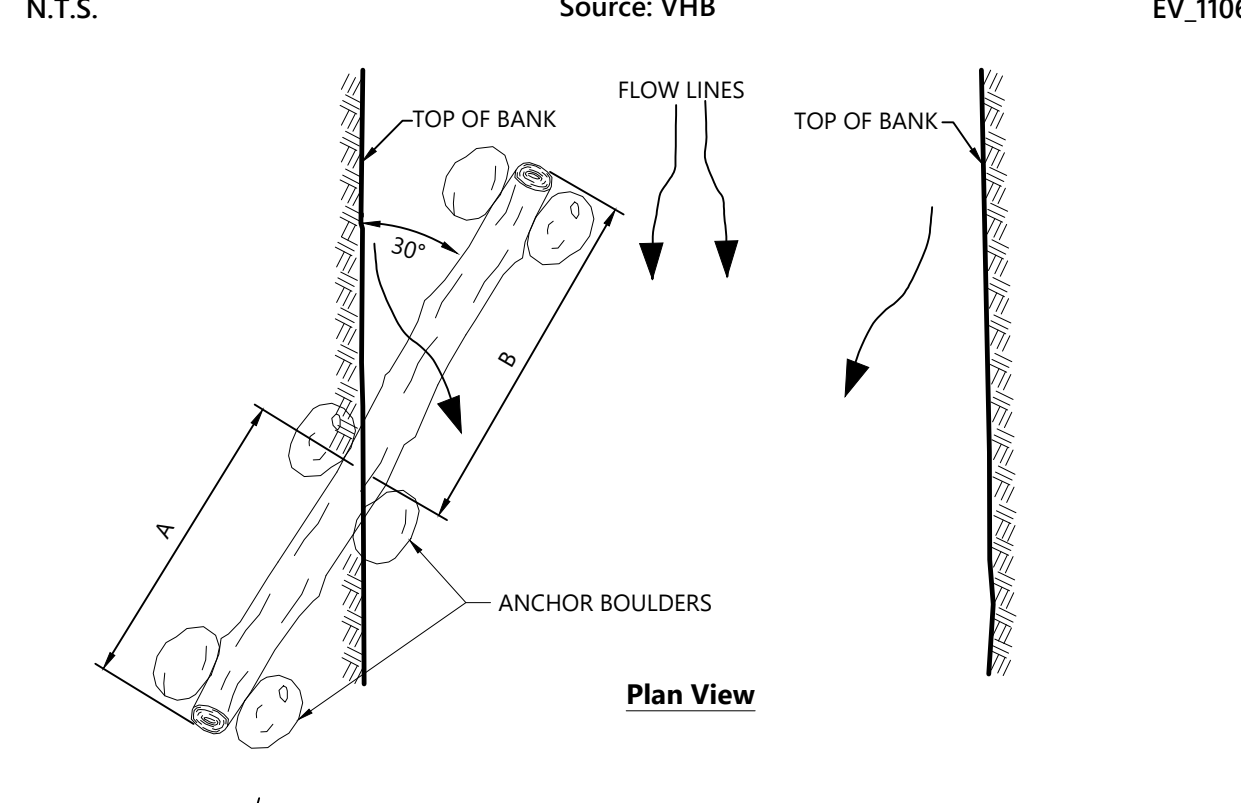 N.T.S.
Source: VHB
EV_1106
FLOW LINES
TOP OF BANK
TOP OF BANK
30°
B
A
ANCHOR BOULDERS
Plan View